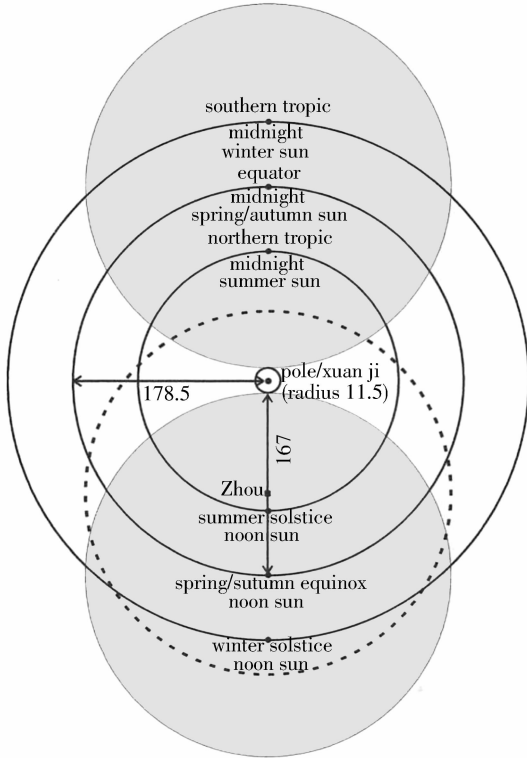 southern tropic
midnight
winter sun
equator
midnight
spring/autumn sun
northern tropic
midnight
summer sun
pole/xuan ji
(radius 11.5)
178.5
167
Zhou
summer solstice
noon sun
spring/sutumn equinox
noon sun
winter solstice
noon sun